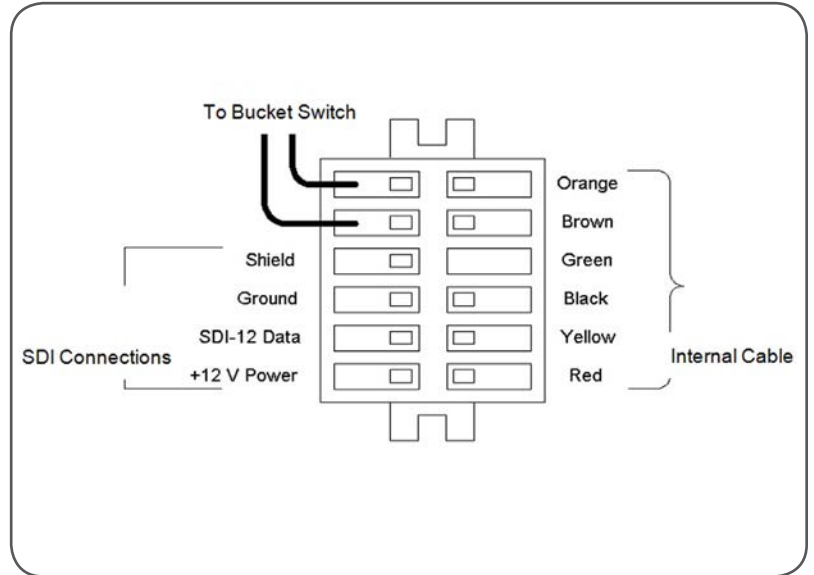 To Bucket Switch
Orange
Brown
Shield
Green
Ground
Black
SDI-12 Data
Yellow
SDI Connections
Internal Cable
+12 V Power
Red